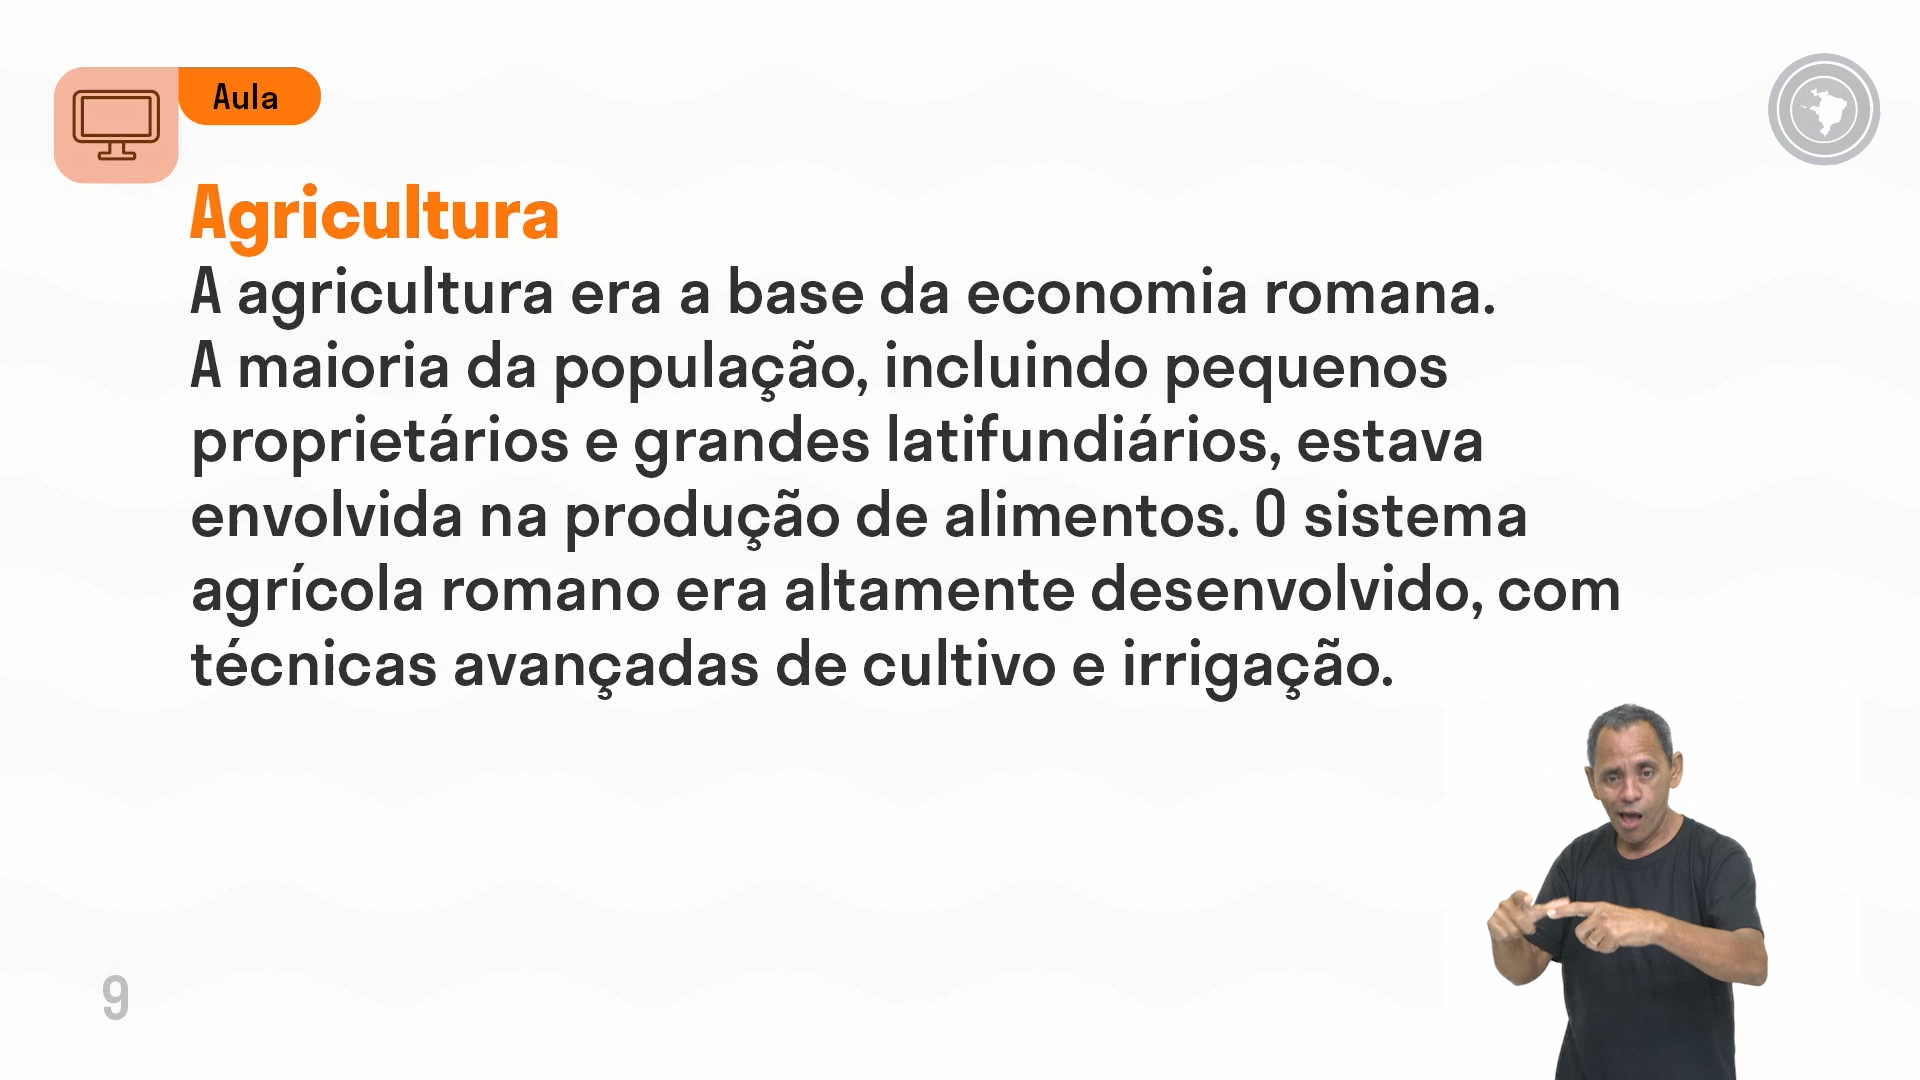 Aula
Agricultura
A agricultura era a base da economia romana.
A maioria da população, incluindo pequenos
proprietários e grandes latifundiários, estava
envolvida na produção de alimentos. O sistema
agrícola romano era altamente desenvolvido, com
técnicas avançadas de cultivo e irrigação.
9